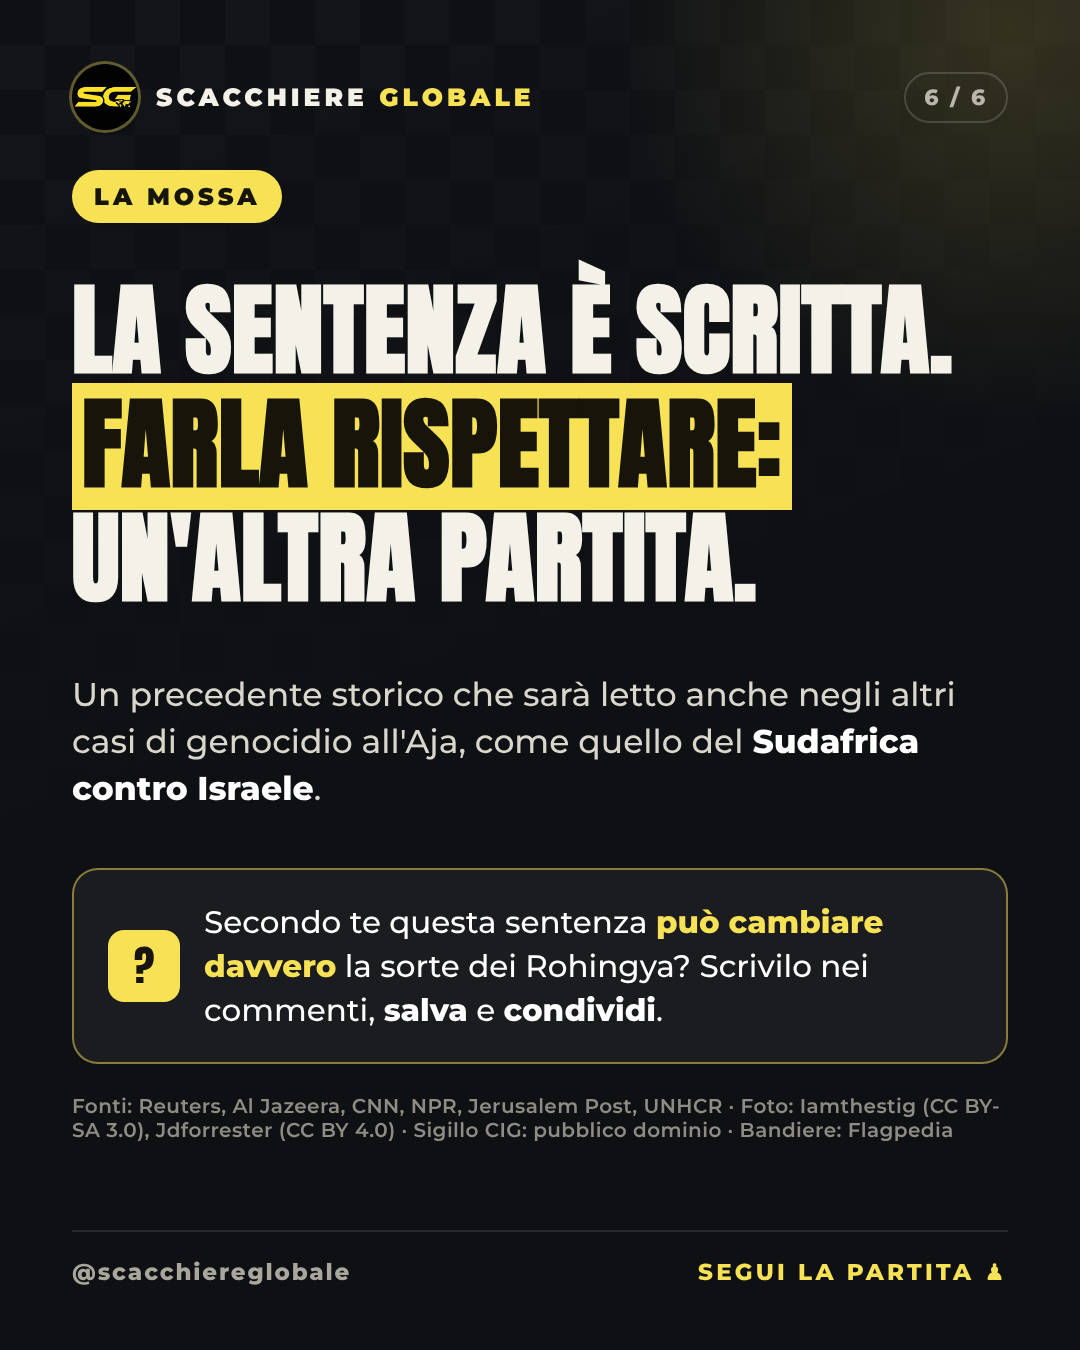 SG
SCACCHIERE GLOBALE
6 / 6
LA MOSSA
LA SENTENZA È SCRITTA.
FARLA RISPETTARE:
UN'ALTRA PARTITA.
Un precedente storico che sarà letto anche negli altri
casi di genocidio all'Aja, come quello del Sudafrica
contro Israele.
?
Secondo te questa sentenza può cambiare
davvero la sorte dei Rohingya? Scrivilo nei
commenti, salva e condividi.
Fonti: Reuters, Al Jazeera, CNN, NPR, Jerusalem Post, UNHCR · Foto: Iamthestig (CC BY-
SA 3.0), Jdforrester (CC BY 4.0) · Sigillo CIG: pubblico dominio · Bandiere: Flagpedia
@scacchiereglobale
SEGUI LA PARTITA ♟